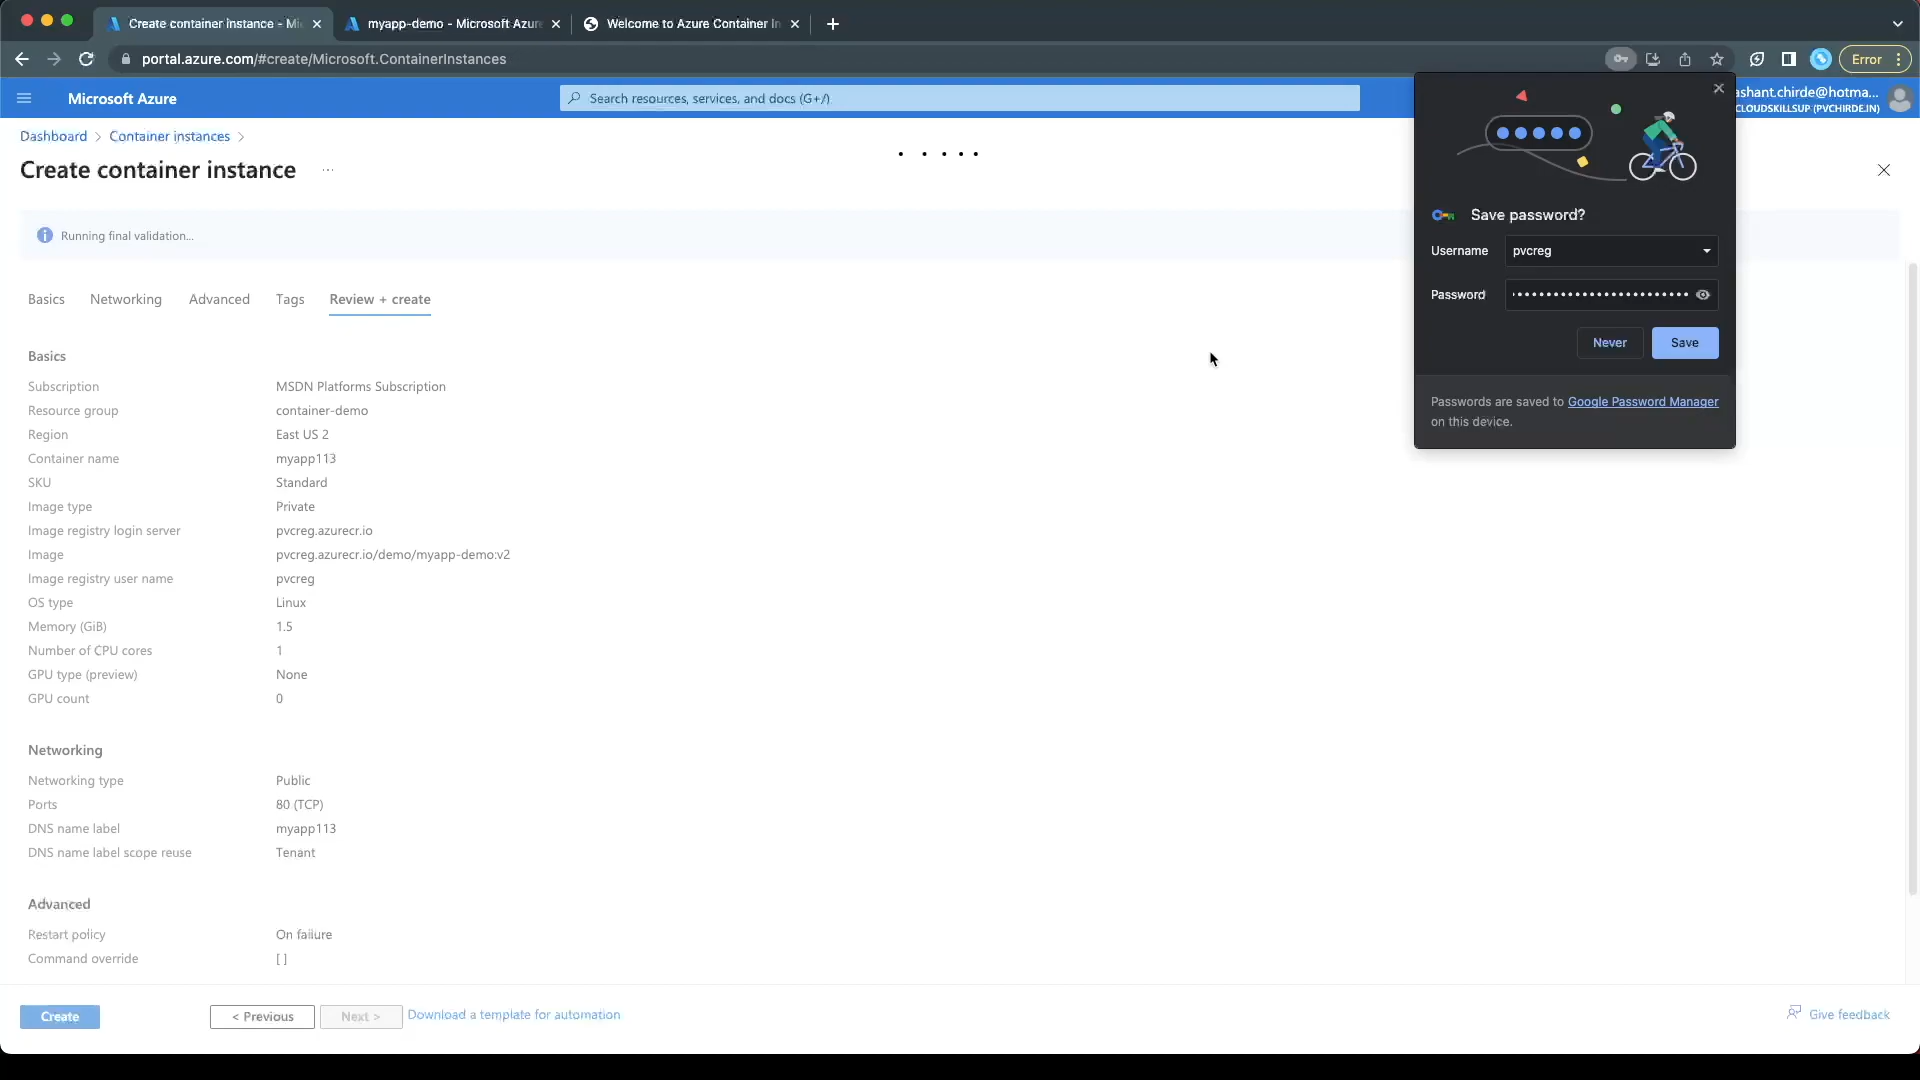 Create container instance - Mi
myapp-demo - Microsoft Azure
Welcome to Azure Container In
portal.azure.com/#create/Microsoft.ContainerInstances
Error
Microsoft Azure
Search resources, services, and docs (G+/)
ashant.chirde@hotma...
CLOUDSKILLSUP (PVCHIRDE.IN)
Dashboard > Container instances >
Create container instance ...
Running final validation...
Save password?
Username pvcreg
Password ••••••••••••••••••••••••
Never Save
Passwords are saved to Google Password Manager
on this device.
Basics Networking Advanced Tags Review + create
Basics
Subscription MSDN Platforms Subscription
Resource group container-demo
Region East US 2
Container name myapp113
SKU Standard
Image type Private
Image registry login server pvcreg.azurecr.io
Image pvcreg.azurecr.io/demo/myapp-demo:v2
Image registry user name pvcreg
OS type Linux
Memory (GiB) 1.5
Number of CPU cores 1
GPU type (preview) None
GPU count 0
Networking
Networking type Public
Ports 80 (TCP)
DNS name label myapp113
DNS name label scope reuse Tenant
Advanced
Restart policy On failure
Command override [ ]
Create < Previous Next > Download a template for automation Give feedback